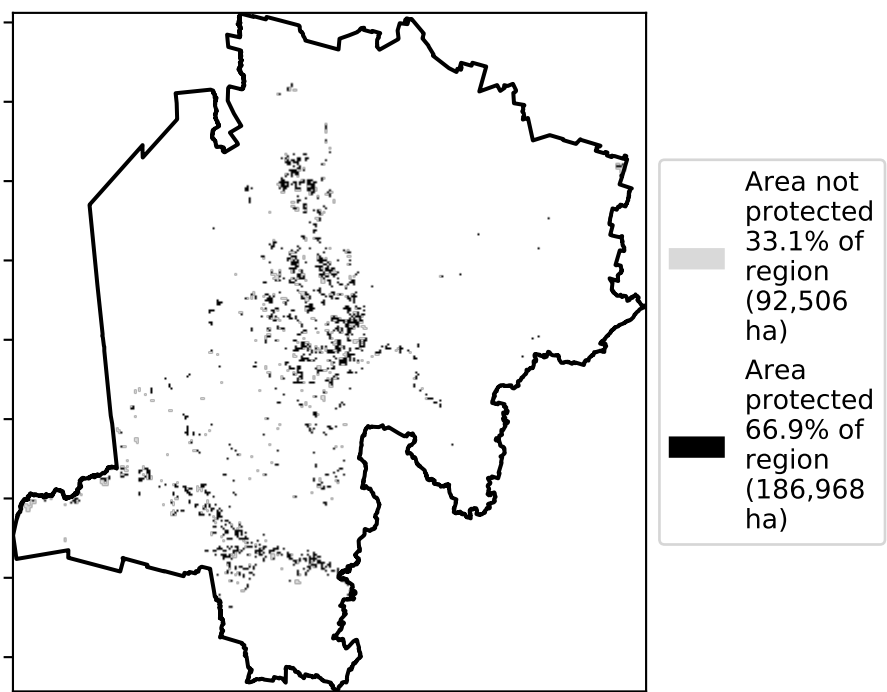 Area not
protected
33.1% of
region
(92,506
ha)
Area
protected
66.9% of
region
(186,968
ha)